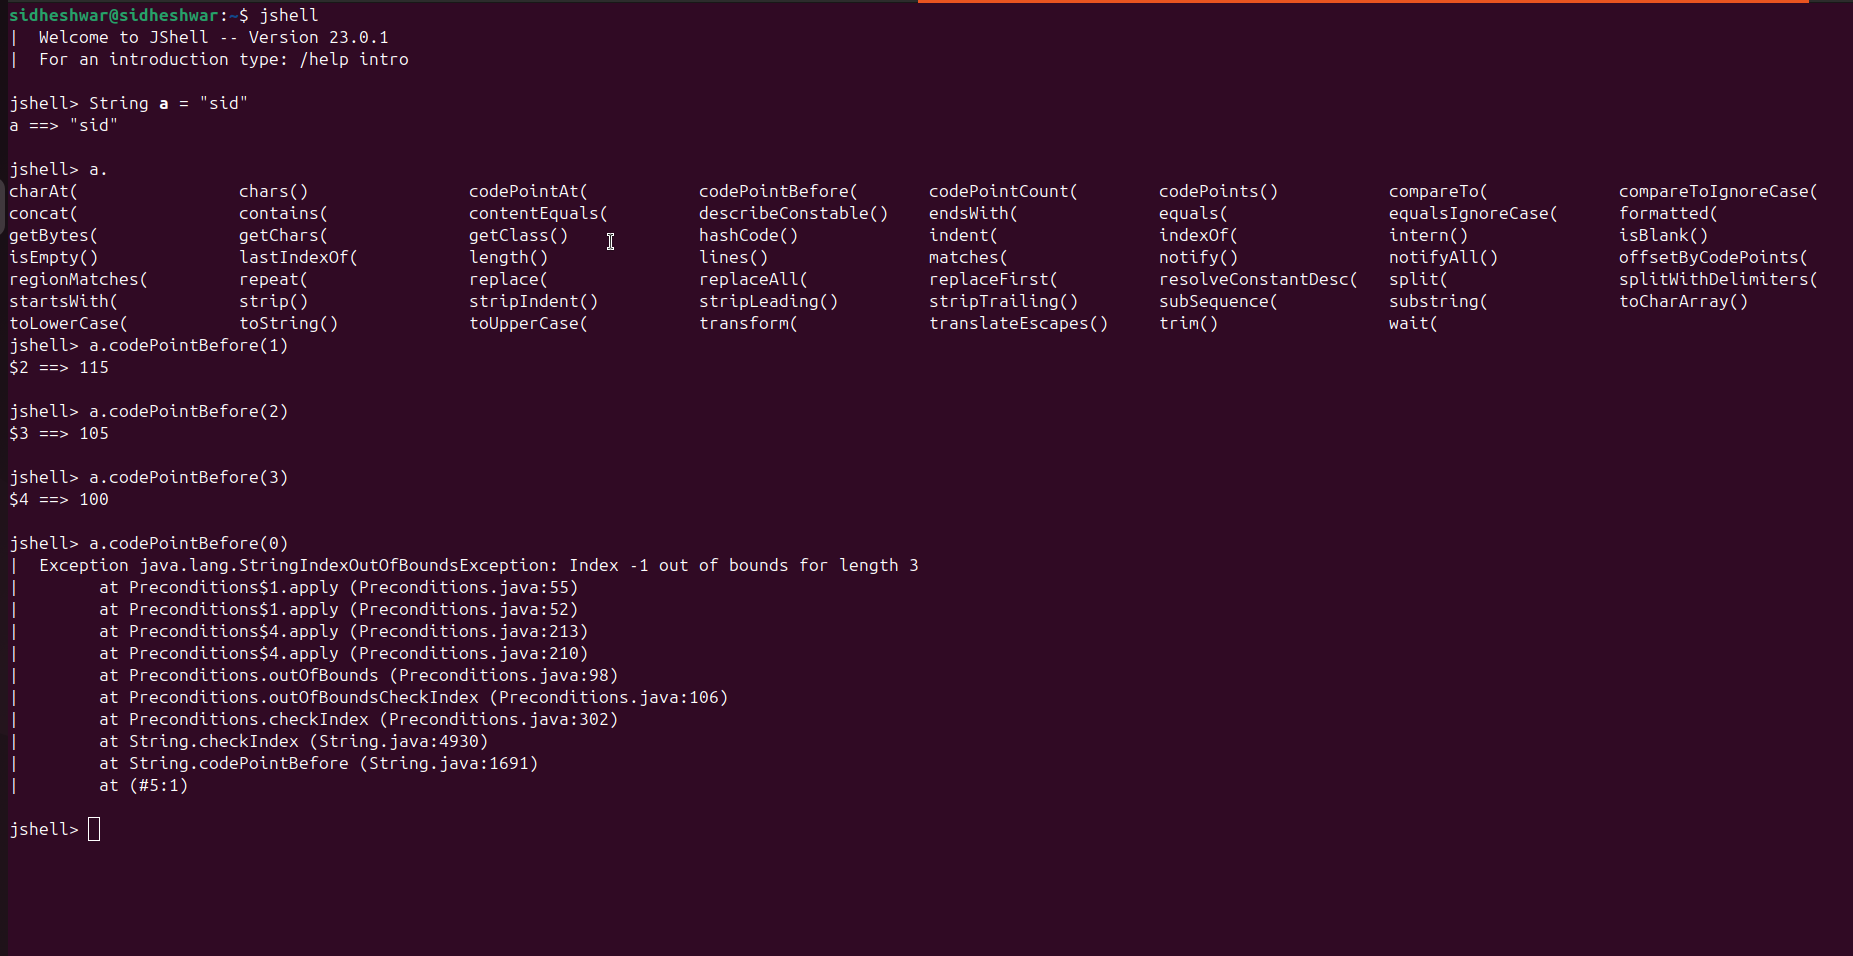 sidheshwar@sidheshwar:~$ jshell
|  Welcome to JShell -- Version 23.0.1
|  For an introduction type: /help intro
jshell> String a = "sid"
a ==> "sid"
jshell> a.
charAt(                chars()                codePointAt(           codePointBefore(       codePointCount(        codePoints()           compareTo(             compareToIgnoreCase(
concat(                contains(              contentEquals(         describeConstable()    endsWith(              equals(                equalsIgnoreCase(      formatted(
getBytes(              getChars(              getClass()             hashCode()             indent(                indexOf(               intern()               isBlank()
isEmpty()              lastIndexOf(           length()               lines()                matches(               notify()               notifyAll()            offsetByCodePoints(
regionMatches(         repeat(                replace(               replaceAll(            replaceFirst(          resolveConstantDesc(   split(                 splitWithDelimiters(
startsWith(            strip()                stripIndent()          stripLeading()         stripTrailing()        subSequence(           substring(             toCharArray()
toLowerCase(           toString()             toUpperCase(           transform(             translateEscapes()     trim()                 wait(
jshell> a.codePointBefore(1)
$2 ==> 115
jshell> a.codePointBefore(2)
$3 ==> 105
jshell> a.codePointBefore(3)
$4 ==> 100
jshell> a.codePointBefore(0)
|  Exception java.lang.StringIndexOutOfBoundsException: Index -1 out of bounds for length 3
|        at Preconditions$1.apply (Preconditions.java:55)
|        at Preconditions$1.apply (Preconditions.java:52)
|        at Preconditions$4.apply (Preconditions.java:213)
|        at Preconditions$4.apply (Preconditions.java:210)
|        at Preconditions.outOfBounds (Preconditions.java:98)
|        at Preconditions.outOfBoundsCheckIndex (Preconditions.java:106)
|        at Preconditions.checkIndex (Preconditions.java:302)
|        at String.checkIndex (String.java:4930)
|        at String.codePointBefore (String.java:1691)
|        at (#5:1)
jshell>